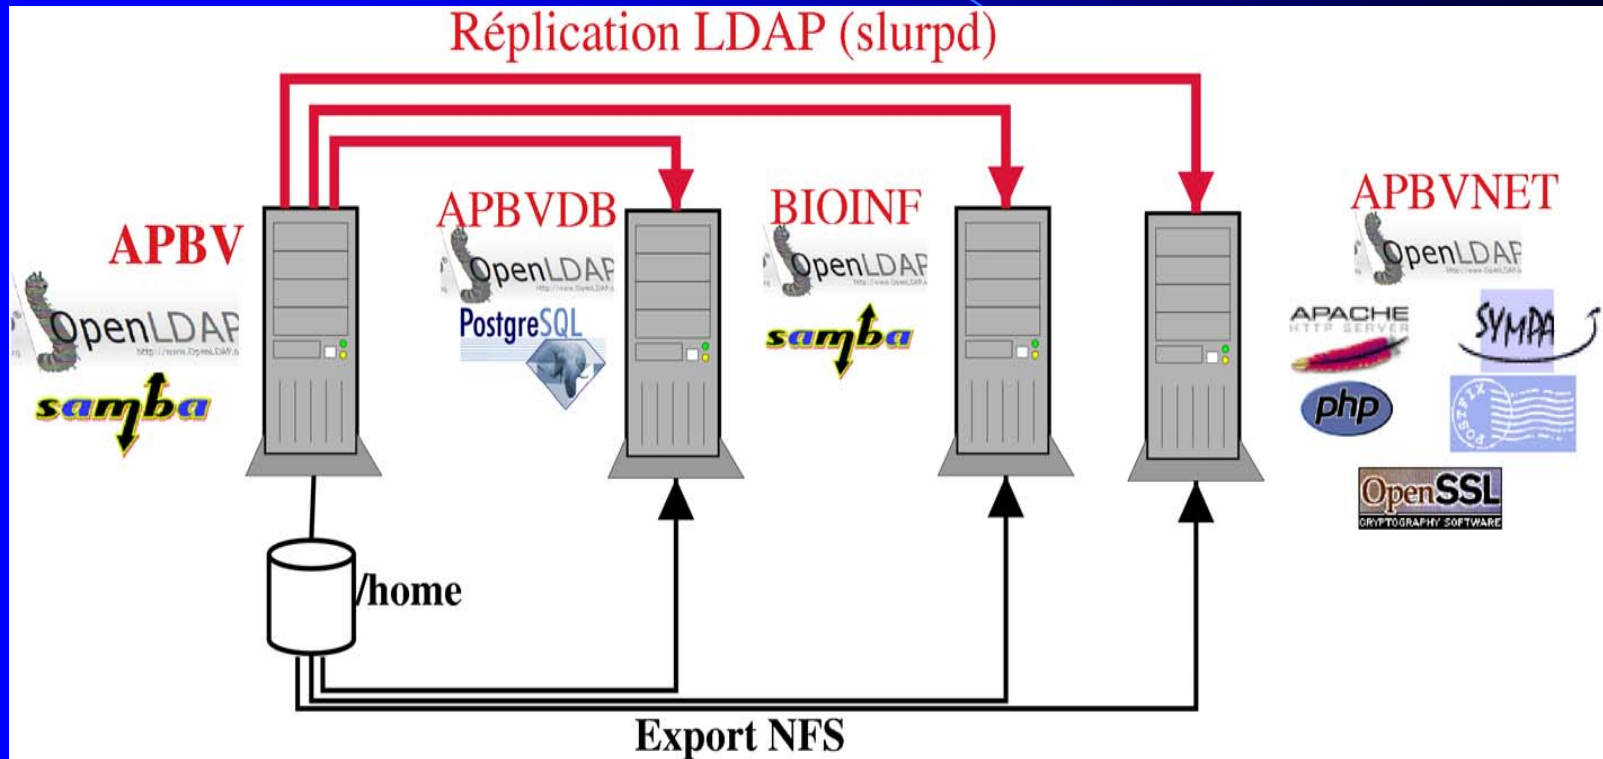 Réplication LDAP (slurpd)
APBV
OpenLDAP
samba
APBVDB
OpenLDAP
PostgreSQL
BIOINF
OpenLDAP
samba
APBVNET
OpenLDAP
APACHE
HTTP SERVER
SYMPA
php
POSTFIX
OpenSSL
CRYPTOGRAPHY SOFTWARE
/home
Export NFS